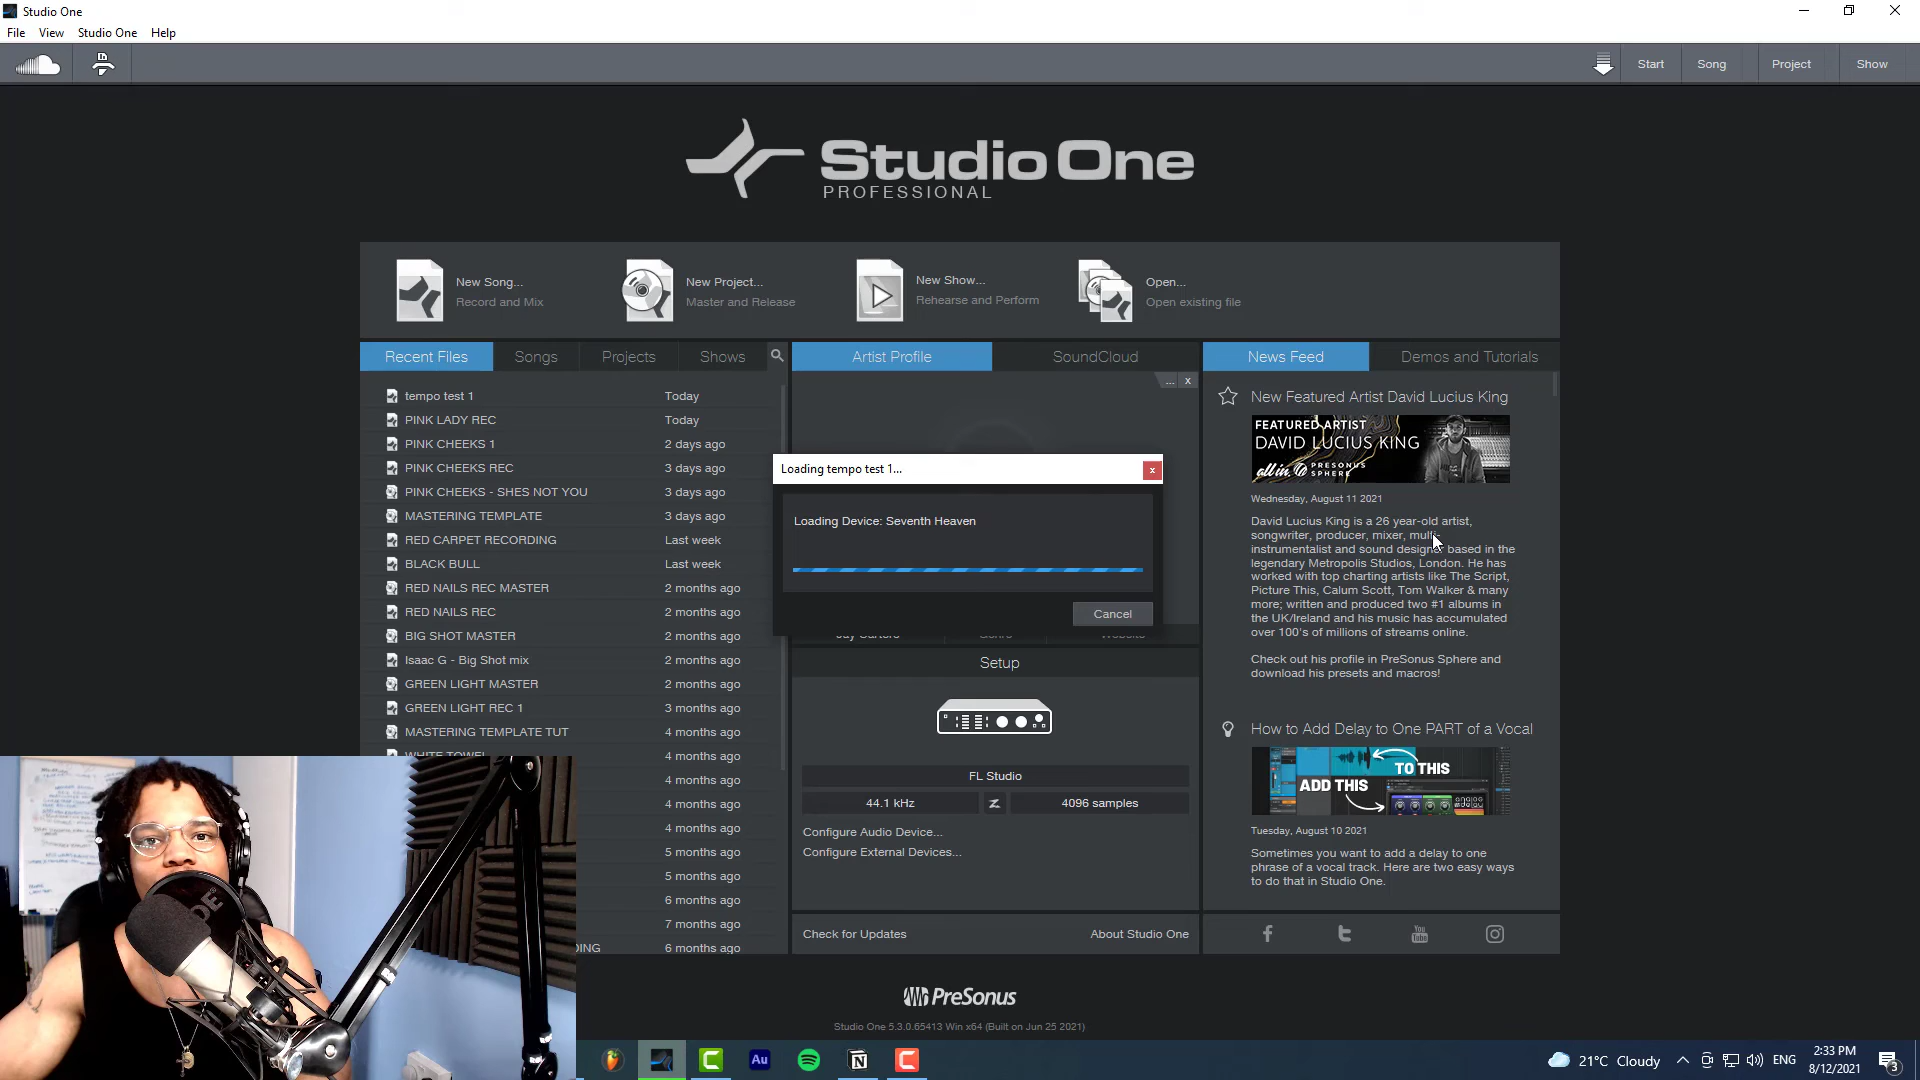 Studio One
File View Studio One Help
Start Song Project Show
Studio One
PROFESSIONAL
New Song...
Record and Mix
New Project...
Master and Release
New Show...
Rehearse and Perform
Open...
Open existing file
Recent Files Songs Projects Shows
tempo test 1 Today
PINK LADY REC Today
PINK CHEEKS 1 2 days ago
PINK CHEEKS REC 3 days ago
PINK CHEEKS - SHES NOT YOU 3 days ago
MASTERING TEMPLATE 3 days ago
RED CARPET RECORDING Last week
BLACK BULL Last week
RED NAILS REC MASTER 2 months ago
RED NAILS REC 2 months ago
BIG SHOT MASTER 2 months ago
Isaac G - Big Shot mix 2 months ago
GREEN LIGHT MASTER 2 months ago
GREEN LIGHT REC 1 3 months ago
MASTERING TEMPLATE TUT 4 months ago
WHITE TOWEL 4 months ago
4 months ago
4 months ago
4 months ago
5 months ago
5 months ago
6 months ago
7 months ago
6 months ago
Artist Profile SoundCloud
... x
Loading tempo test 1...
x
Loading Device: Seventh Heaven
Cancel
Genre Website
Setup
FL Studio
44.1 kHz 4096 samples
Configure Audio Device...
Configure External Devices...
Check for Updates About Studio One
News Feed Demos and Tutorials
New Featured Artist David Lucius King
FEATURED ARTIST
DAVID LUCIUS KING
all in. PRESONUS SPHERE
Wednesday, August 11 2021
David Lucius King is a 26 year-old artist,
songwriter, producer, mixer, multi-
instrumentalist and sound designer based in the
legendary Metropolis Studios, London. He has
worked with top charting artists like The Script,
Picture This, Calum Scott, Tom Walker & many
more; written and produced two #1 albums in
the UK/Ireland and his music has accumulated
over 100's of millions of streams online.
Check out his profile in PreSonus Sphere and
download his presets and macros!
How to Add Delay to One PART of a Vocal
TO THIS
ADD THIS
Tuesday, August 10 2021
Sometimes you want to add a delay to one
phrase of a vocal track. Here are two easy ways
to do that in Studio One.
You Tube
PreSonus
Studio One 5.3.0.65413 Win x64 (Built on Jun 25 2021)
Au
21°C Cloudy ENG 2:33 PM
8/12/2021
3